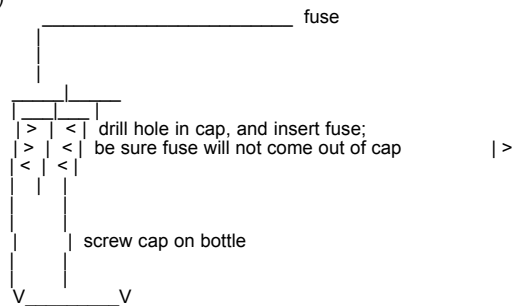 )
fuse
drill hole in cap, and insert fuse;
be sure fuse will not come out of cap
screw cap on bottle